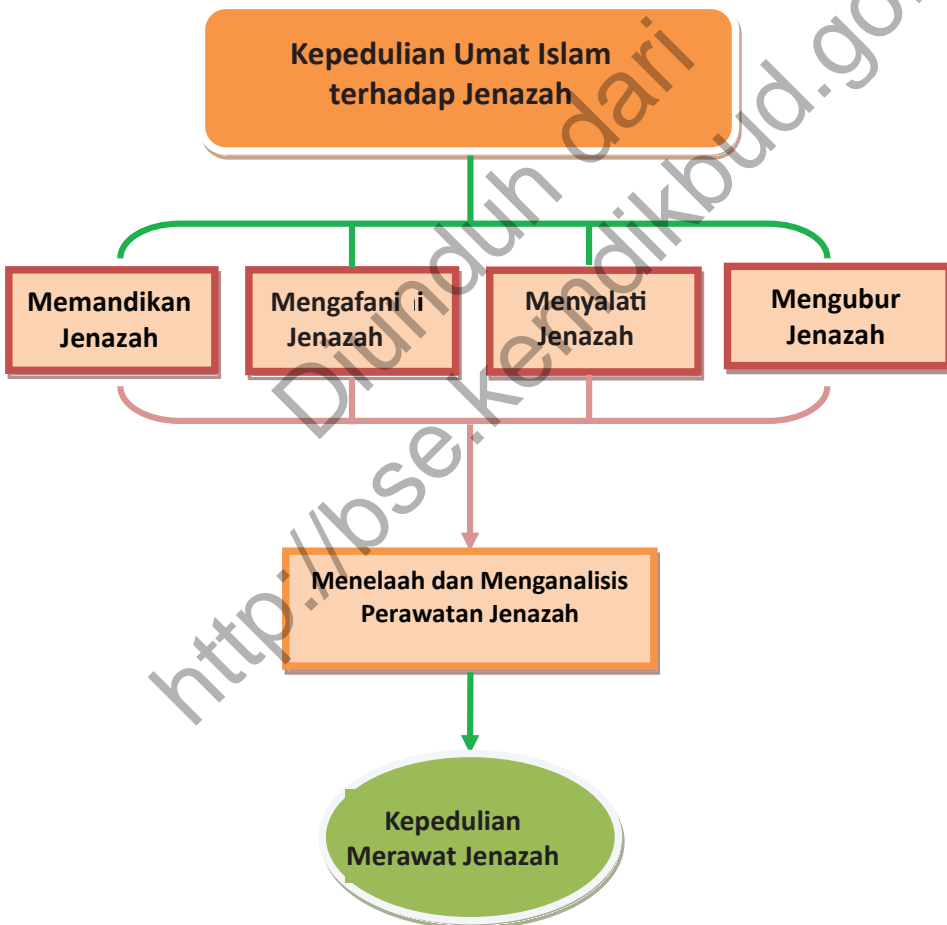 Kepedulian Umat Islam
terhadap Jenazah
Memandikan
Jenazah
Mengafani i
Jenazah
Menyalati
Jenazah
Mengubur
Jenazah
Menelaah dan Menganalisis
Perawatan Jenazah
Kepedulian
Merawat Jenazah
Diunduh dari
http://bse.kemdikbud.go